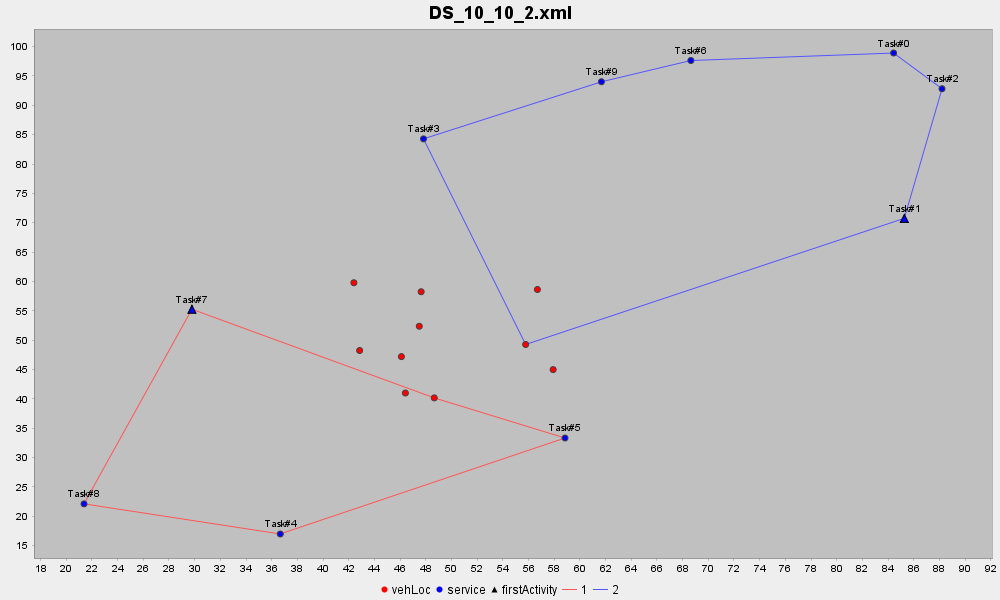 DS_10_10_2.xml
100
95
90
85
80
75
70
65
60
55
50
45
40
35
30
25
20
15
Task#0
Task#6
Task#9
Task#2
Task#3
Task#1
Task#7
Task#5
Task#8
Task#4
18 20 22 24 26 28 30 32 34 36 38 40 42 44 46 48 50 52 54 56 58 60 62 64 66 68 70 72 74 76 78 80 82 84 86 88 90 92
vehLoc service firstActivity 1 2